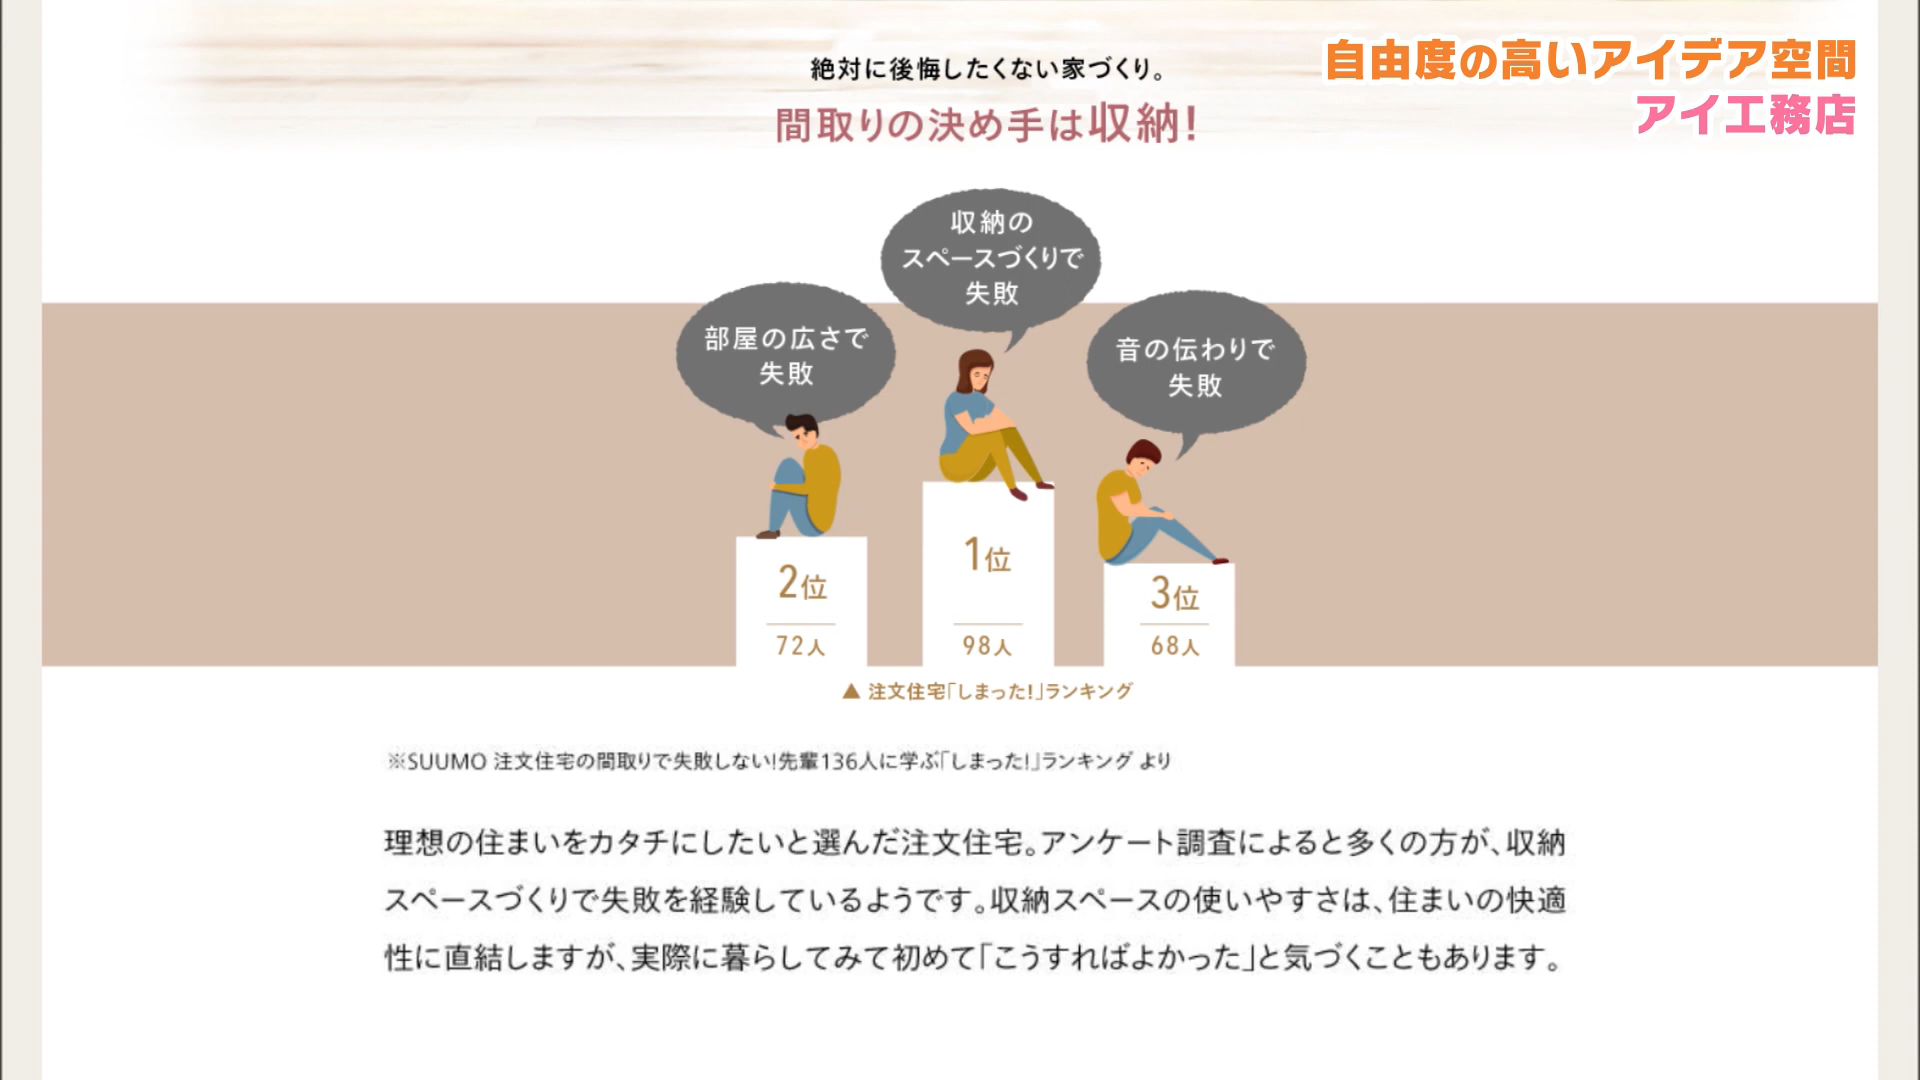 自由度の高いアイデア空間
アイ工務店
絶対に後悔したくない家づくり。
間取りの決め手は収納!
収納の
スペースづくりで
失敗
部屋の広さで
失敗
音の伝わりで
失敗
1位
98人
2位
72人
3位
68人
▲ 注文住宅「しまった!」ランキング
※SUUMO 注文住宅の間取りで失敗しない!先輩136人に学ぶ「しまった!」ランキング より
理想の住まいをカタチにしたいと選んだ注文住宅。アンケート調査によると多くの方が、収納
スペースづくりで失敗を経験しているようです。収納スペースの使いやすさは、住まいの快適
性に直結しますが、実際に暮らしてみて初めて「こうすればよかった」と気づくこともあります。